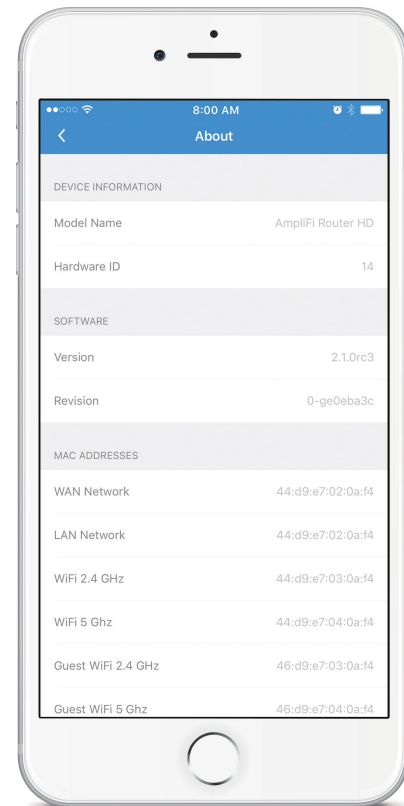 8:00 AM
About
DEVICE INFORMATION
Model Name AmpliFi Router HD
Hardware ID 14
SOFTWARE
Version 2.1.0rc3
Revision 0-ge0eba3c
MAC ADDRESSES
WAN Network 44:d9:e7:02:0a:f4
LAN Network 44:d9:e7:02:0a:f4
WiFi 2.4 GHz 44:d9:e7:03:0a:f4
WiFi 5 Ghz 44:d9:e7:04:0a:f4
Guest WiFi 2.4 GHz 46:d9:e7:03:0a:f4
Guest WiFi 5 Ghz 46:d9:e7:04:0a:f4